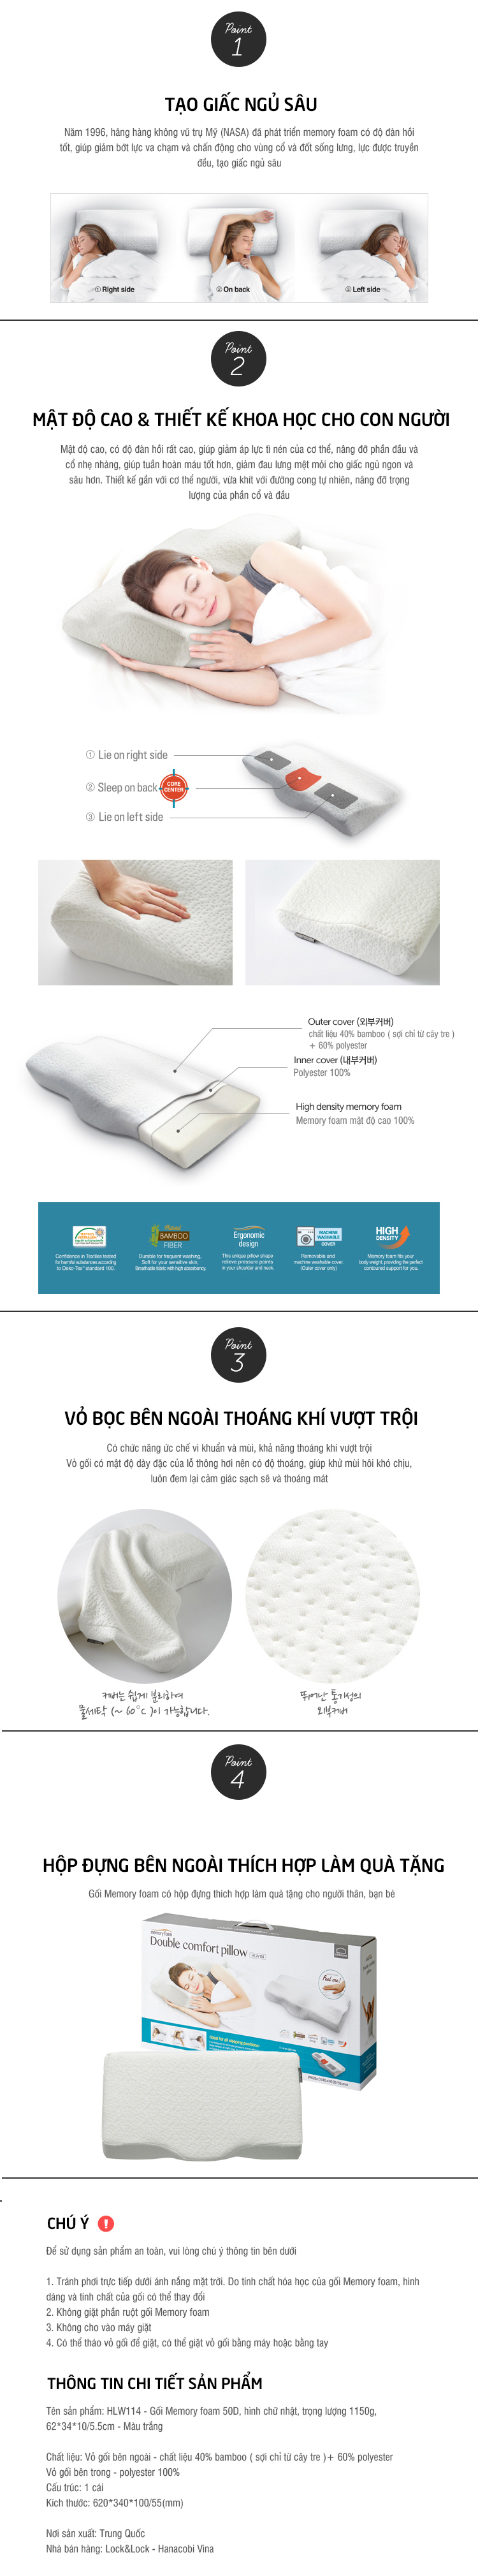 Point
1
TẠO GIẤC NGỦ SÂU
Năm 1996, hãng hàng không vũ trụ Mỹ (NASA) đã phát triển memory foam có độ đàn hồi
tốt, giúp giảm bớt lực va chạm và chấn động cho vùng cổ và đốt sống lưng, lực được truyền
đều, tạo giấc ngủ sâu
① Right side
② On back
③ Left side
Point
2
MẬT ĐỘ CAO & THIẾT KẾ KHOA HỌC CHO CON NGƯỜI
Mật độ cao, có độ đàn hồi rất cao, giúp giảm áp lực tì nén của cơ thể, nâng đỡ phần đầu và
cổ nhẹ nhàng, giúp tuần hoàn máu tốt hơn, giảm đau lưng mệt mỏi cho giấc ngủ ngon và
sâu hơn. Thiết kế gắn với cơ thể người, vừa khít với đường cong tự nhiên, nâng đỡ trọng
lượng của phần cổ và đầu
① Lie on right side
② Sleep on back
CORE
CENTER
③ Lie on left side
Outer cover (외부커버)
chất liệu 40% bamboo ( sợi chỉ từ cây tre )
+ 60% polyester
Inner cover (내부커버)
Polyester 100%
High density memory foam
Memory foam mật độ cao 100%
Confidence in Textiles tested
for harmful substances according
to Oeko-Tex® standard 100.
Natural
BAMBOO
FIBER
Durable for frequent washing,
Soft for your sensitive skin,
Breathable fabric with high absorbency.
Ergonomic
design
This unique pillow shape
relieve pressure points
in your shoulder and neck.
MACHINE
WASHABLE
COVER
Removable and
machine washable cover.
(Outer cover only)
HIGH
DENSITY
Memory foam fits your
body weight, providing the perfect
contoured support for you.
Point
3
VỎ BỌC BÊN NGOÀI THOÁNG KHÍ VƯỢT TRỘI
Có chức năng ức chế vi khuẩn và mùi, khả năng thoáng khí vượt trội
Vỏ gối có mật độ dày đặc của lỗ thông hơi nên có độ thoáng, giúp khử mùi hôi khó chịu,
luôn đem lại cảm giác sạch sẽ và thoáng mát
커버는 쉽게 분리하여
물세탁 (~ 60°C )이 가능합니다.
뛰어난 통기성의
외부커버
Point
4
HỘP ĐỰNG BÊN NGOÀI THÍCH HỢP LÀM QUÀ TẶNG
Gối Memory foam có hộp đựng thích hợp làm quà tặng cho người thân, bạn bè
memory foam
Double comfort pillow
Feel me!
Ideal for all sleeping conditions
CHÚ Ý !
Để sử dụng sản phẩm an toàn, vui lòng chú ý thông tin bên dưới
1. Tránh phơi trực tiếp dưới ánh nắng mặt trời. Do tính chất hóa học của gối Memory foam, hình
dáng và tính chất của gối có thể thay đổi
2. Không giặt phần ruột gối Memory foam
3. Không cho vào máy giặt
4. Có thể tháo vỏ gối để giặt, có thể giặt vỏ gối bằng máy hoặc bằng tay
THÔNG TIN CHI TIẾT SẢN PHẨM
Tên sản phẩm: HLW114 - Gối Memory foam 50D, hình chữ nhật, trọng lượng 1150g,
62*34*10/5.5cm - Màu trắng
Chất liệu: Vỏ gối bên ngoài - chất liệu 40% bamboo ( sợi chỉ từ cây tre )+ 60% polyester
Vỏ gối bên trong - polyester 100%
Cấu trúc: 1 cái
Kích thước: 620*340*100/55(mm)
Nơi sản xuất: Trung Quốc
Nhà bán hàng: Lock&Lock - Hanacobi Vina